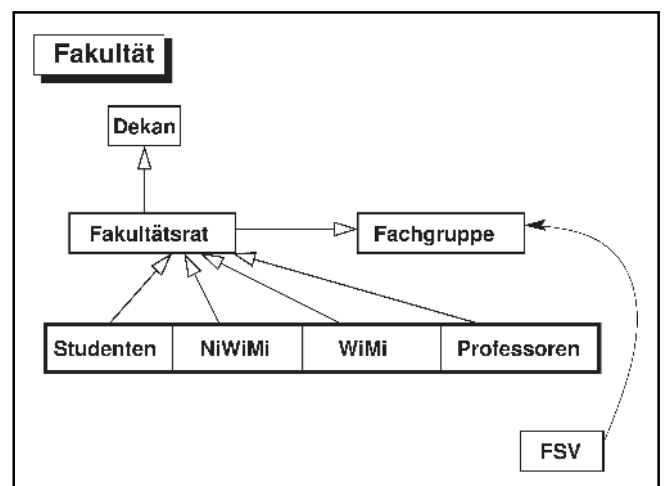 Fakultät
Dekan
Fakultätsrat
Fachgruppe
Studenten NiWiMi WiMi Professoren
FSV